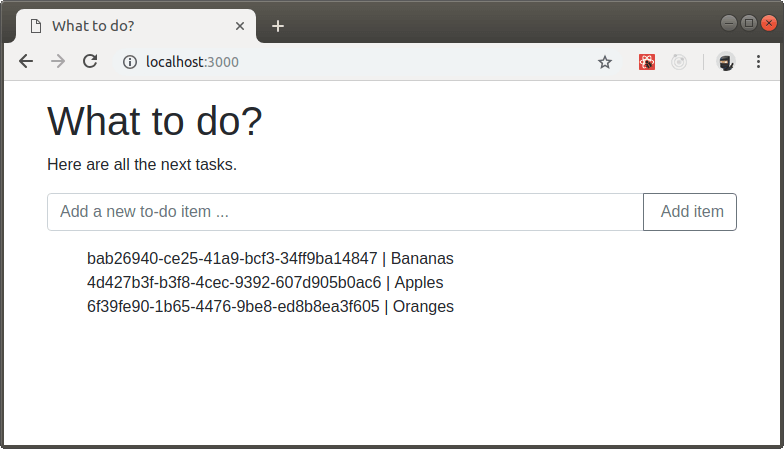 What to do?
localhost:3000
What to do?
Here are all the next tasks.
Add a new to-do item ...
Add item
bab26940-ce25-41a9-bcf3-34ff9ba14847 | Bananas
4d427b3f-b3f8-4cec-9392-607d905b0ac6 | Apples
6f39fe90-1b65-4476-9be8-ed8b8ea3f605 | Oranges